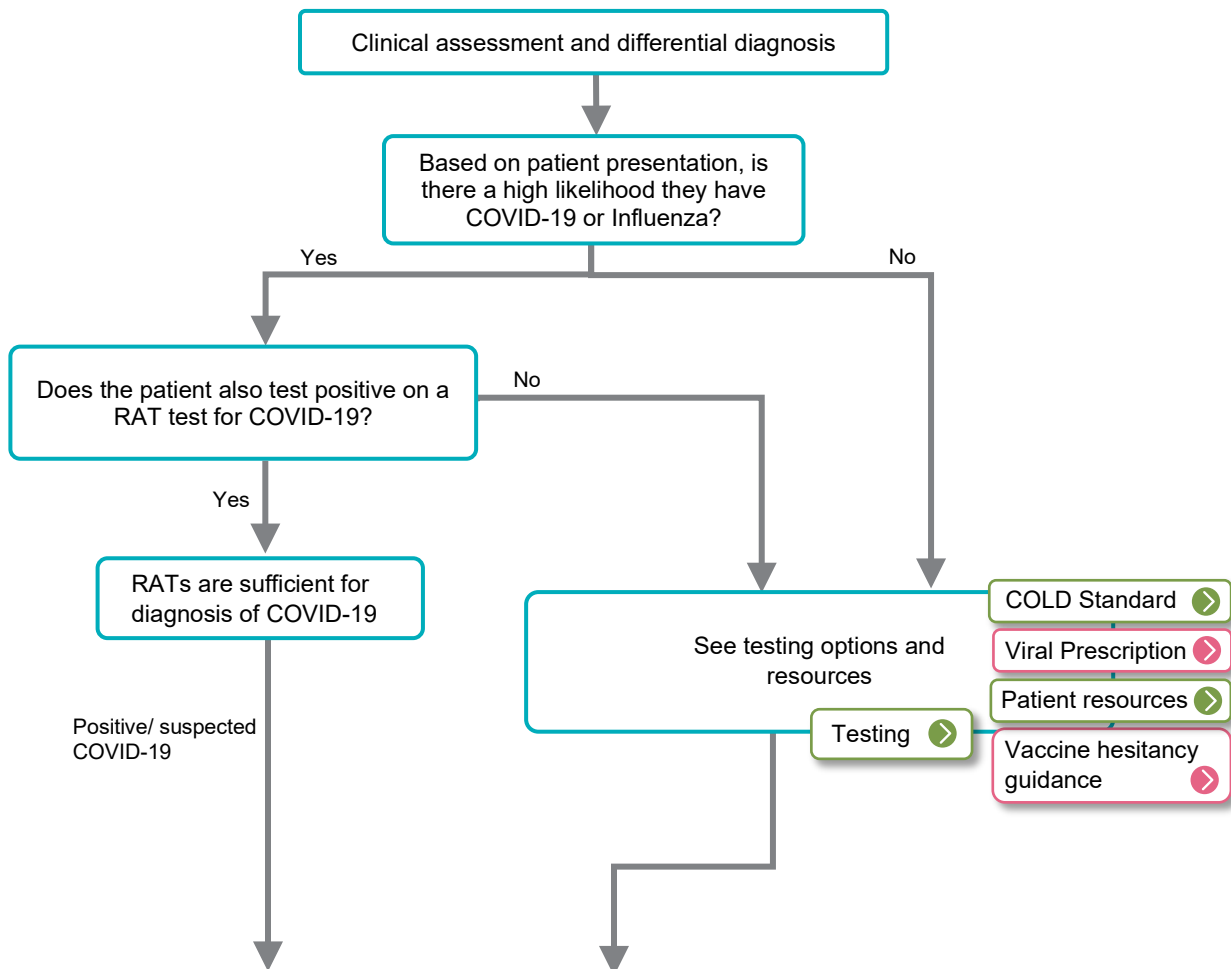 Clinical assessment and differential diagnosis
Based on patient presentation, is
there a high likelihood they have
COVID-19 or Influenza?
Yes
No
Does the patient also test positive on a
RAT test for COVID-19?
No
Yes
RATs are sufficient for
diagnosis of COVID-19
See testing options and
resources
COLD Standard
Viral Prescription
Patient resources
Testing
Vaccine hesitancy
guidance
Positive/ suspected
COVID-19